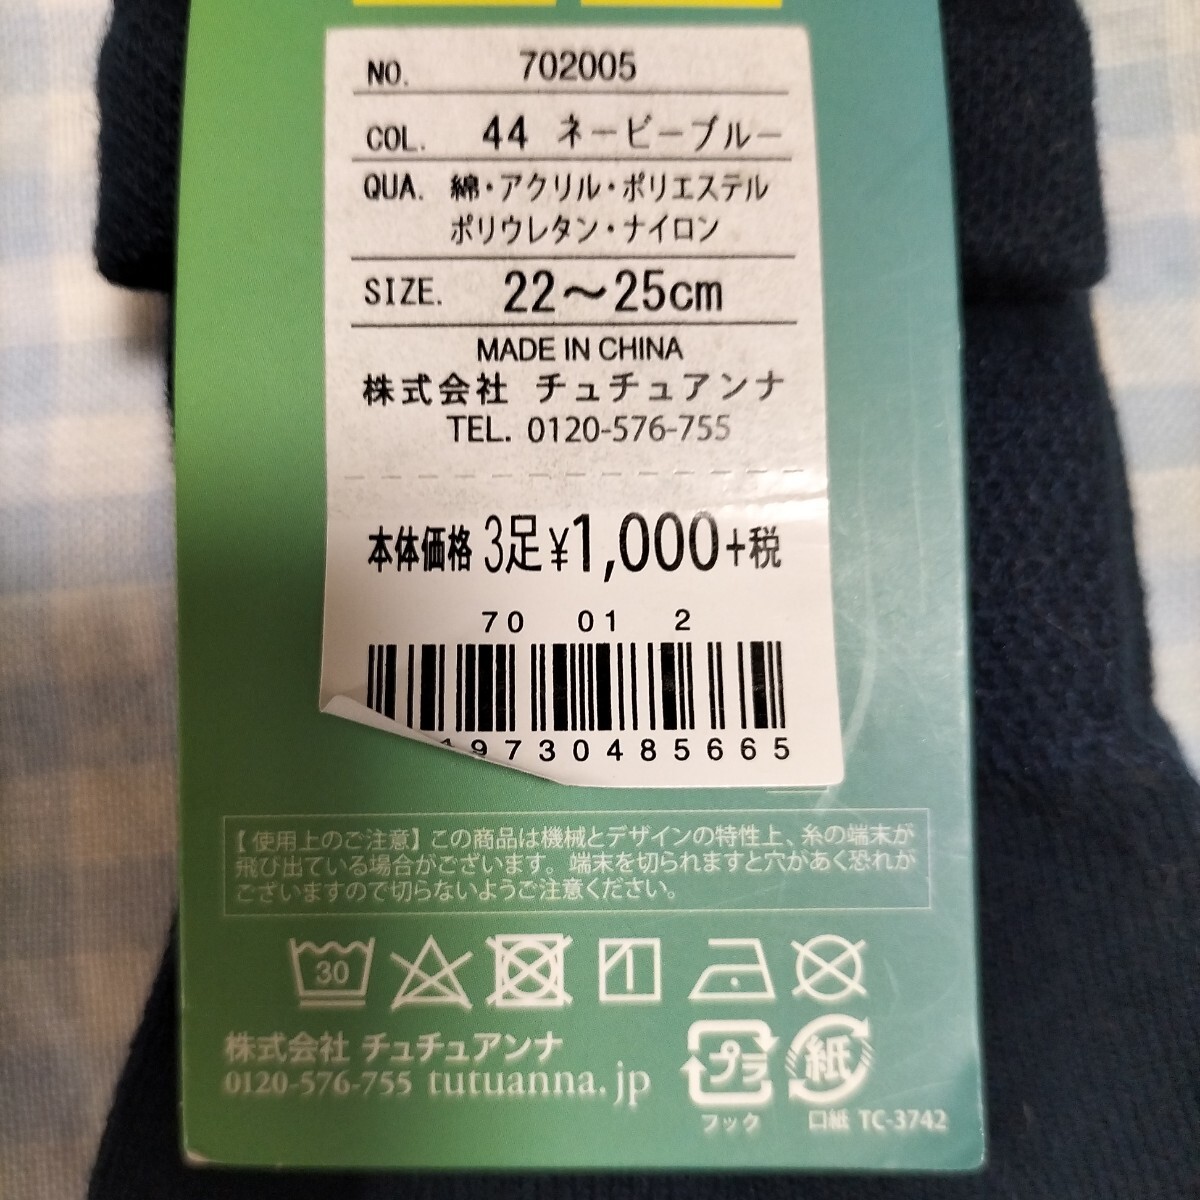 NO. 702005
COL. 44 ネービーブルー
QUA. 綿・アクリル・ポリエステル
ポリウレタン・ナイロン
SIZE. 22～25cm
MADE IN CHINA
株式会社 チュチュアンナ
TEL. 0120-576-755
本体価格 3足¥1,000+税
70 01 2
9730485665
【使用上のご注意】この商品は機械とデザインの特性上、糸の端末が
飛び出ている場合がございます。端末を切られますと穴があく恐れが
ございますので切らないようご注意ください。
30
株式会社 チュチュアンナ
0120-576-755 tutuanna.jp
プラ 紙
フック 口紙 TC-3742